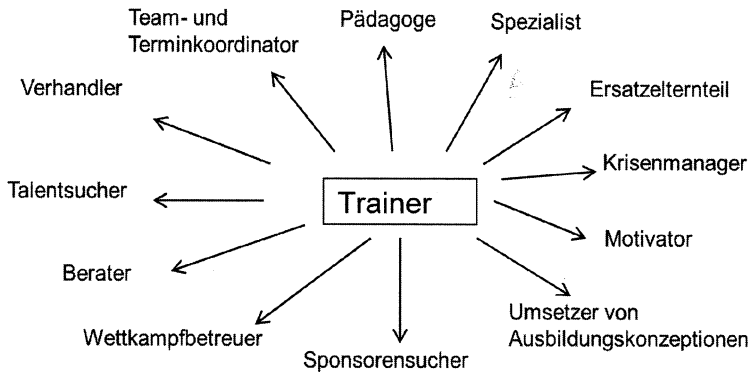 Team- und
Terminkoordinator
Pädagoge
Spezialist
Verhandler
Ersatzelternteil
Krisenmanager
Talentsucher
Trainer
Motivator
Berater
Umsetzer von
Ausbildungskonzeptionen
Wettkampfbetreuer
Sponsorensucher